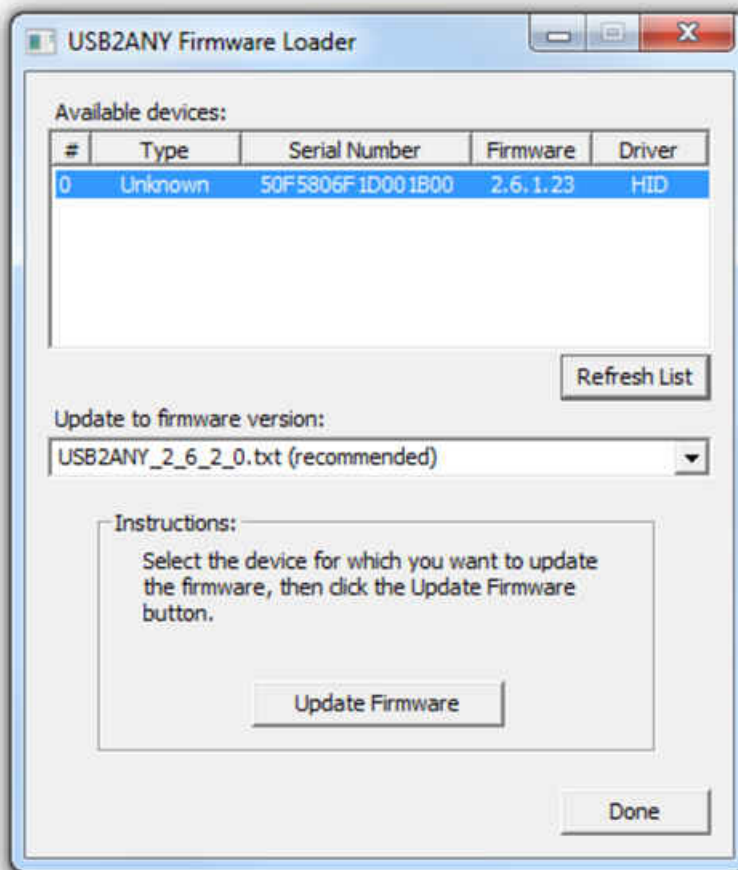 USB2ANY Firmware Loader
Available devices:
# Type Serial Number Firmware Driver
0 Unknown 50F5806F1D001B00 2.6.1.23 HID
Refresh List
Update to firmware version:
USB2ANY_2_6_2_0.txt (recommended)
Instructions:
Select the device for which you want to update
the firmware, then click the Update Firmware
button.
Update Firmware
Done